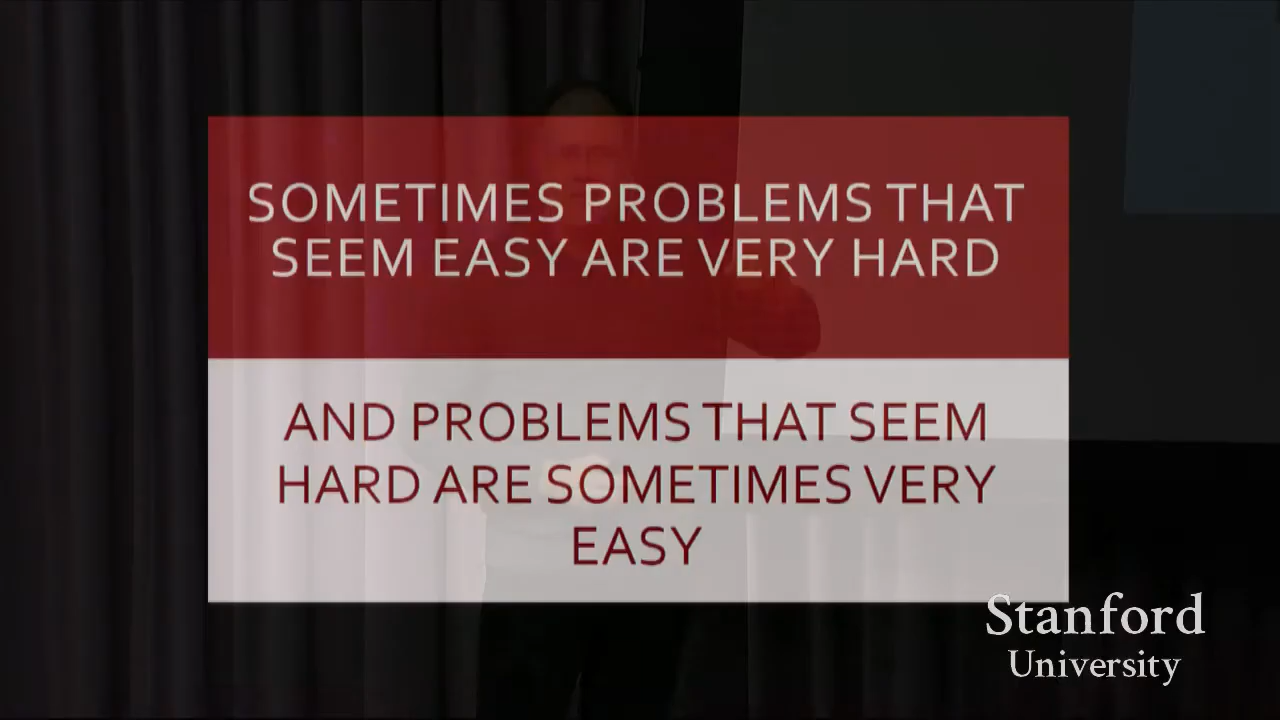 SOMETIMES PROBLEMS THAT
SEEM EASY ARE VERY HARD
AND PROBLEMS THAT SEEM
HARD ARE SOMETIMES VERY
EASY
Stanford
University